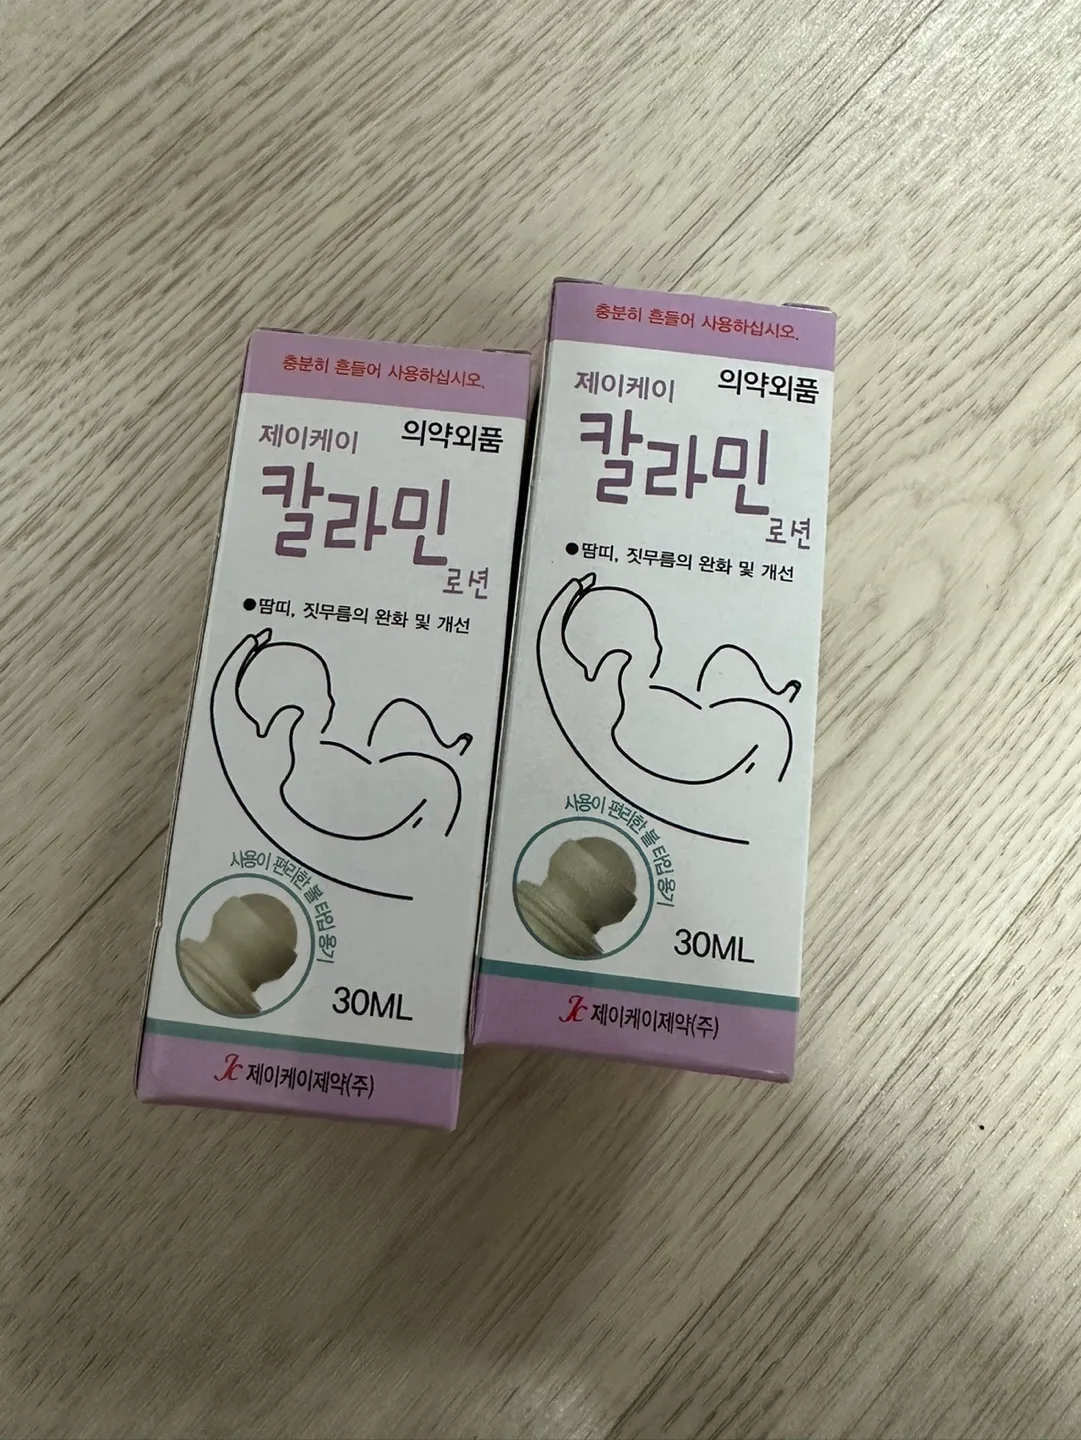 충분히 흔들어 사용하십시오.
제이케이 의약외품
칼라민
로션
●땀띠, 짓무름의 완화 및 개선
사용이 편리한 볼 타입 용기
30ML
Jc 제이케이제약(주)
충분히 흔들어 사용하십시오.
제이케이 의약외품
칼라민
로션
●땀띠, 짓무름의 완화 및 개선
사용이 편리한 볼 타입 용기
30ML
Jc 제이케이제약(주)